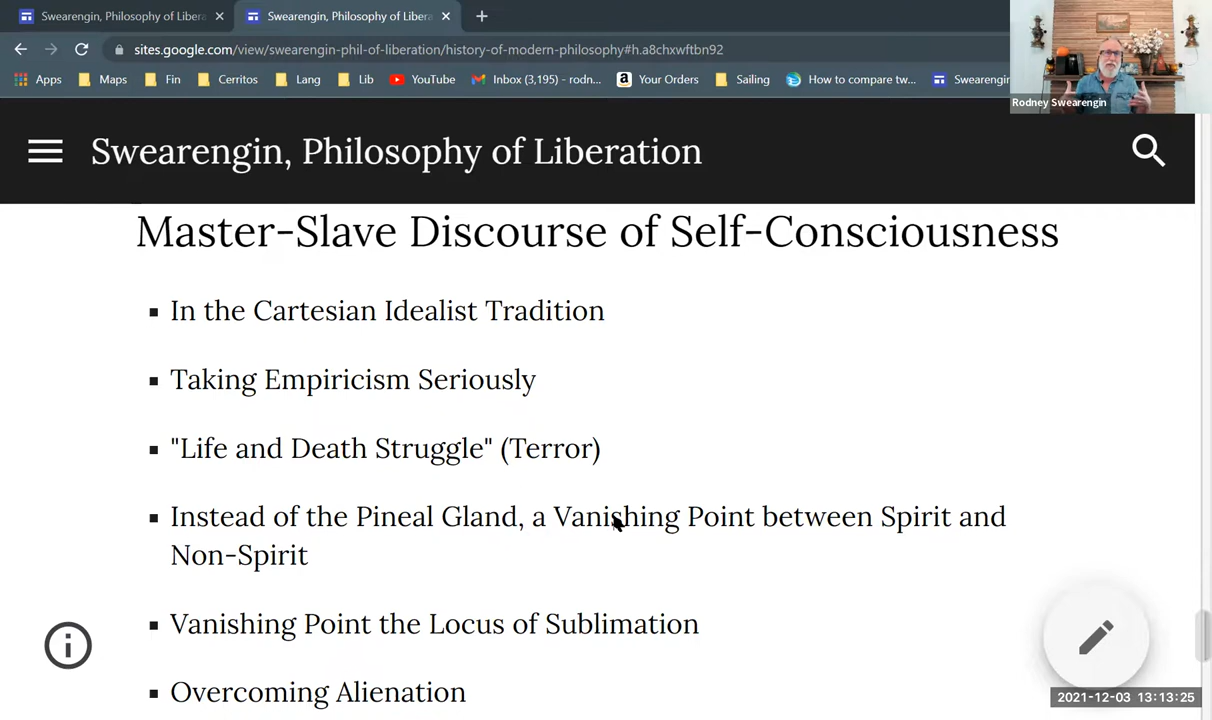 Swearengin, Philosophy of Libera
Swearengin, Philosophy of Libera
sites.google.com/view/swearengin-phil-of-liberation/history-of-modern-philosophy#h.a8chxwftbn92
Apps Maps Fin Cerritos Lang Lib YouTube Inbox (3,195) - rodn... Your Orders Sailing How to compare tw... Swearengin
Rodney Swearengin
Swearengin, Philosophy of Liberation
Master-Slave Discourse of Self-Consciousness
▪ In the Cartesian Idealist Tradition
▪ Taking Empiricism Seriously
▪ "Life and Death Struggle" (Terror)
▪ Instead of the Pineal Gland, a Vanishing Point between Spirit and
Non-Spirit
▪ Vanishing Point the Locus of Sublimation
▪ Overcoming Alienation
2021-12-03 13:13:25